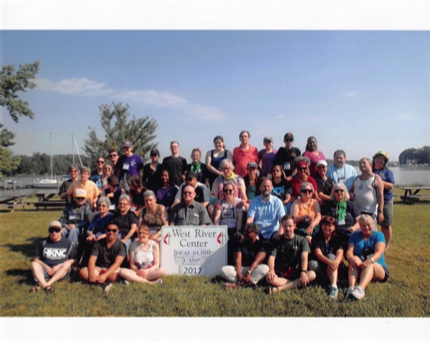 West River
Center
DEAF-BLIND
CAMP
2017